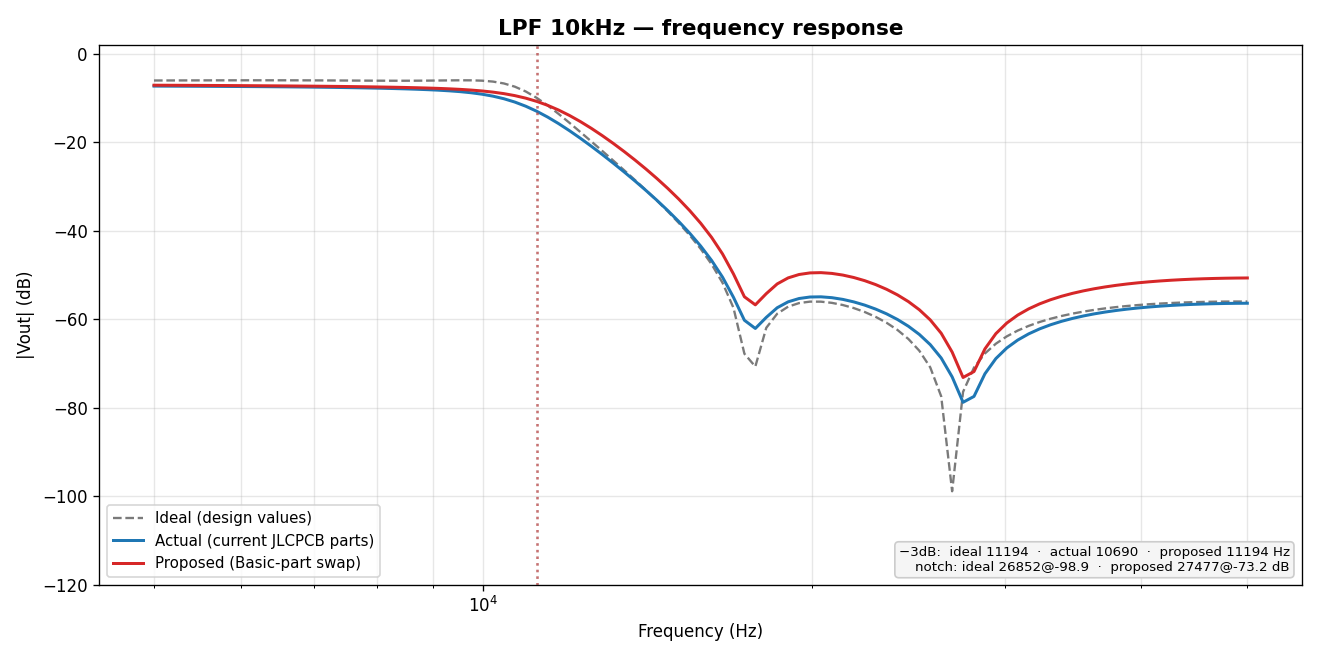 LPF 10kHz — frequency response
|Vout| (dB)
0
−20
−40
−60
−80
−100
−120
Ideal (design values)
Actual (current JLCPCB parts)
Proposed (Basic-part swap)
−3dB: ideal 11194 · actual 10690 · proposed 11194 Hz
notch: ideal 26852@-98.9 · proposed 27477@-73.2 dB
10⁴
Frequency (Hz)